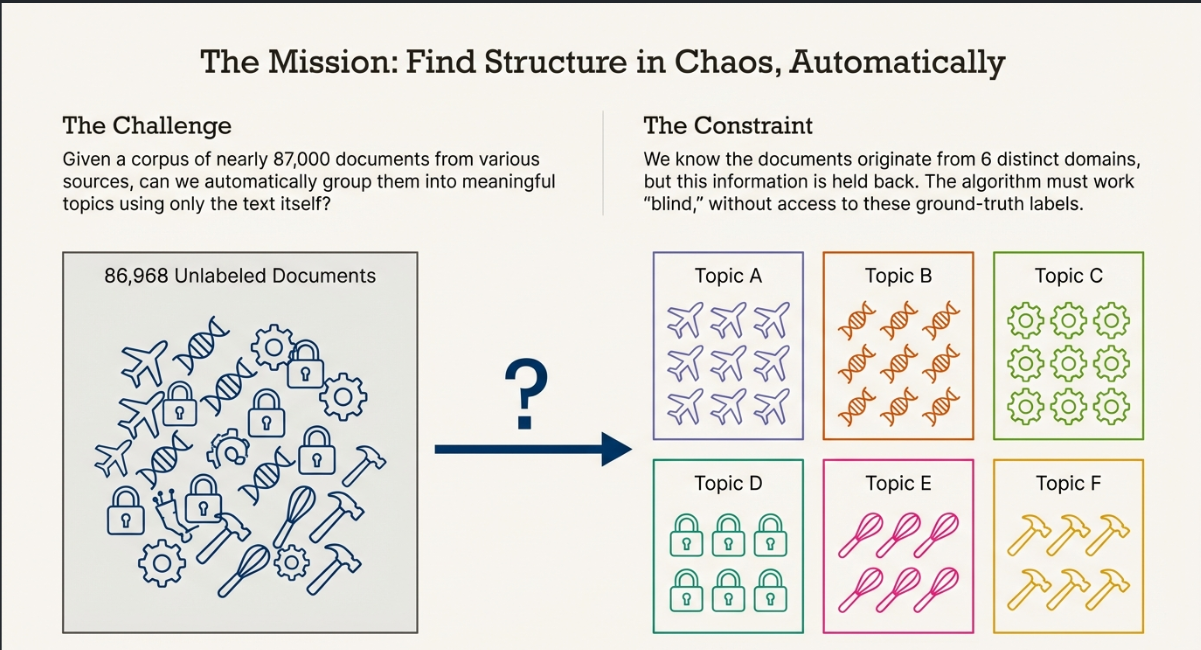 The Mission: Find Structure in Chaos, Automatically
The Challenge
Given a corpus of nearly 87,000 documents from various
sources, can we automatically group them into meaningful
topics using only the text itself?
The Constraint
We know the documents originate from 6 distinct domains,
but this information is held back. The algorithm must work
“blind,” without access to these ground-truth labels.
86,968 Unlabeled Documents
?
Topic A
Topic B
Topic C
Topic D
Topic E
Topic F